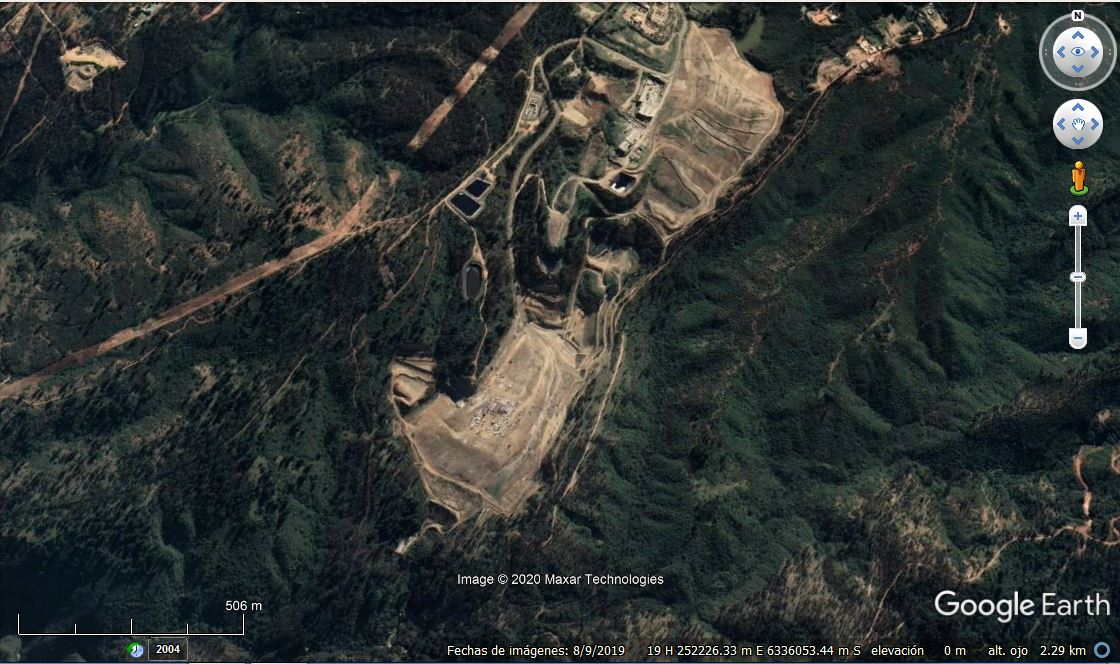 N
Image © 2020 Maxar Technologies
Google Earth
506 m
2004
Fechas de imágenes: 8/9/2019 19 H 252226.33 m E 6336053.44 m S elevación 0 m alt. ojo 2.29 km